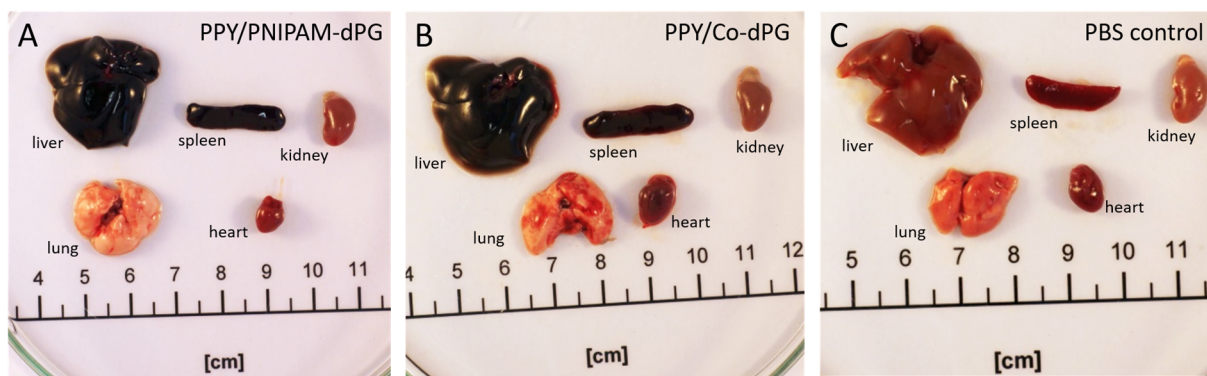 A PPY/PNIPAM-dPG
liver
spleen
kidney
lung
heart
4 5 6 7 8 9 10 11
[cm]
B PPY/Co-dPG
liver
spleen
kidney
lung
heart
4 5 6 7 8 9 10 11 12
[cm]
C PBS control
liver
spleen
kidney
lung
heart
5 6 7 8 9 10 11
[cm]